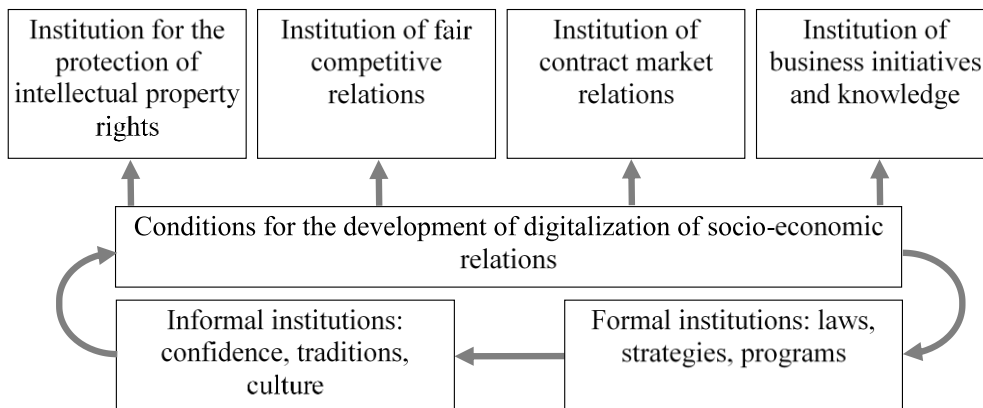 Institution for the
protection of
intellectual property
rights
Institution of fair
competitive
relations
Institution of
contract market
relations
Institution of
business initiatives
and knowledge
Conditions for the development of digitalization of socio-economic
relations
Informal institutions:
confidence, traditions,
culture
Formal institutions: laws,
strategies, programs